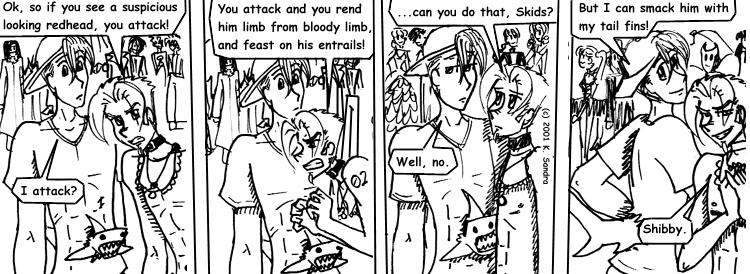 Ok, so if you see a suspicious
looking redhead, you attack!
I attack?
You attack and you rend
him limb from bloody limb,
and feast on his entrails!
...can you do that, Skids?
Well, no.
(c) 2001 K. Sandro
But I can smack him with
my tail fins!
Shibby.